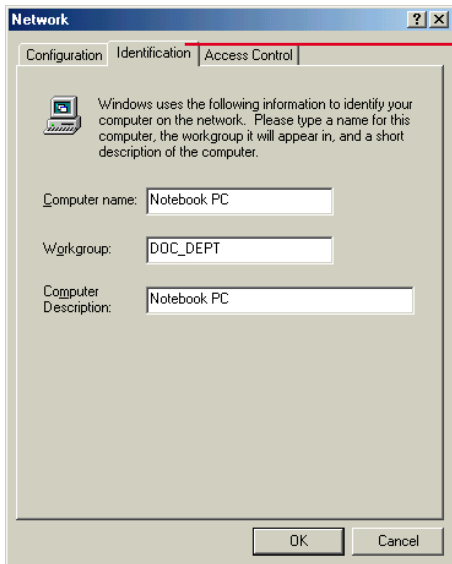 Network
Configuration Identification Access Control
Windows uses the following information to identify your
computer on the network. Please type a name for this
computer, the workgroup it will appear in, and a short
description of the computer.
Computer name: Notebook PC
Workgroup: DOC_DEPT
Computer
Description: Notebook PC
OK Cancel